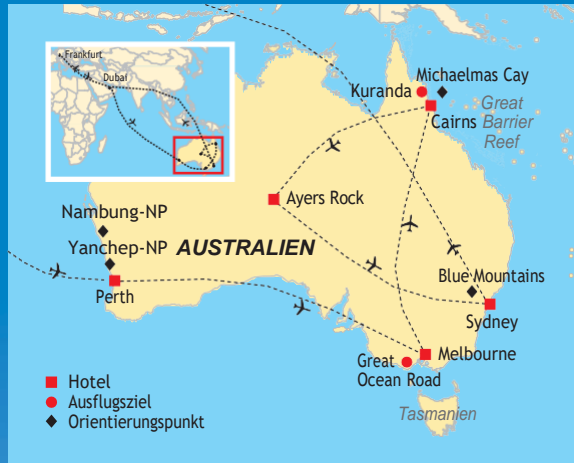 Frankfurt
Dubai
Michaelmas Cay
Kuranda
Cairns
Great
Barrier
Reef
Ayers Rock
Nambung-NP
Yanchep-NP
AUSTRALIEN
Perth
Blue Mountains
Sydney
Melbourne
Great
Ocean Road
Tasmanien
Hotel
Ausflugsziel
Orientierungspunkt